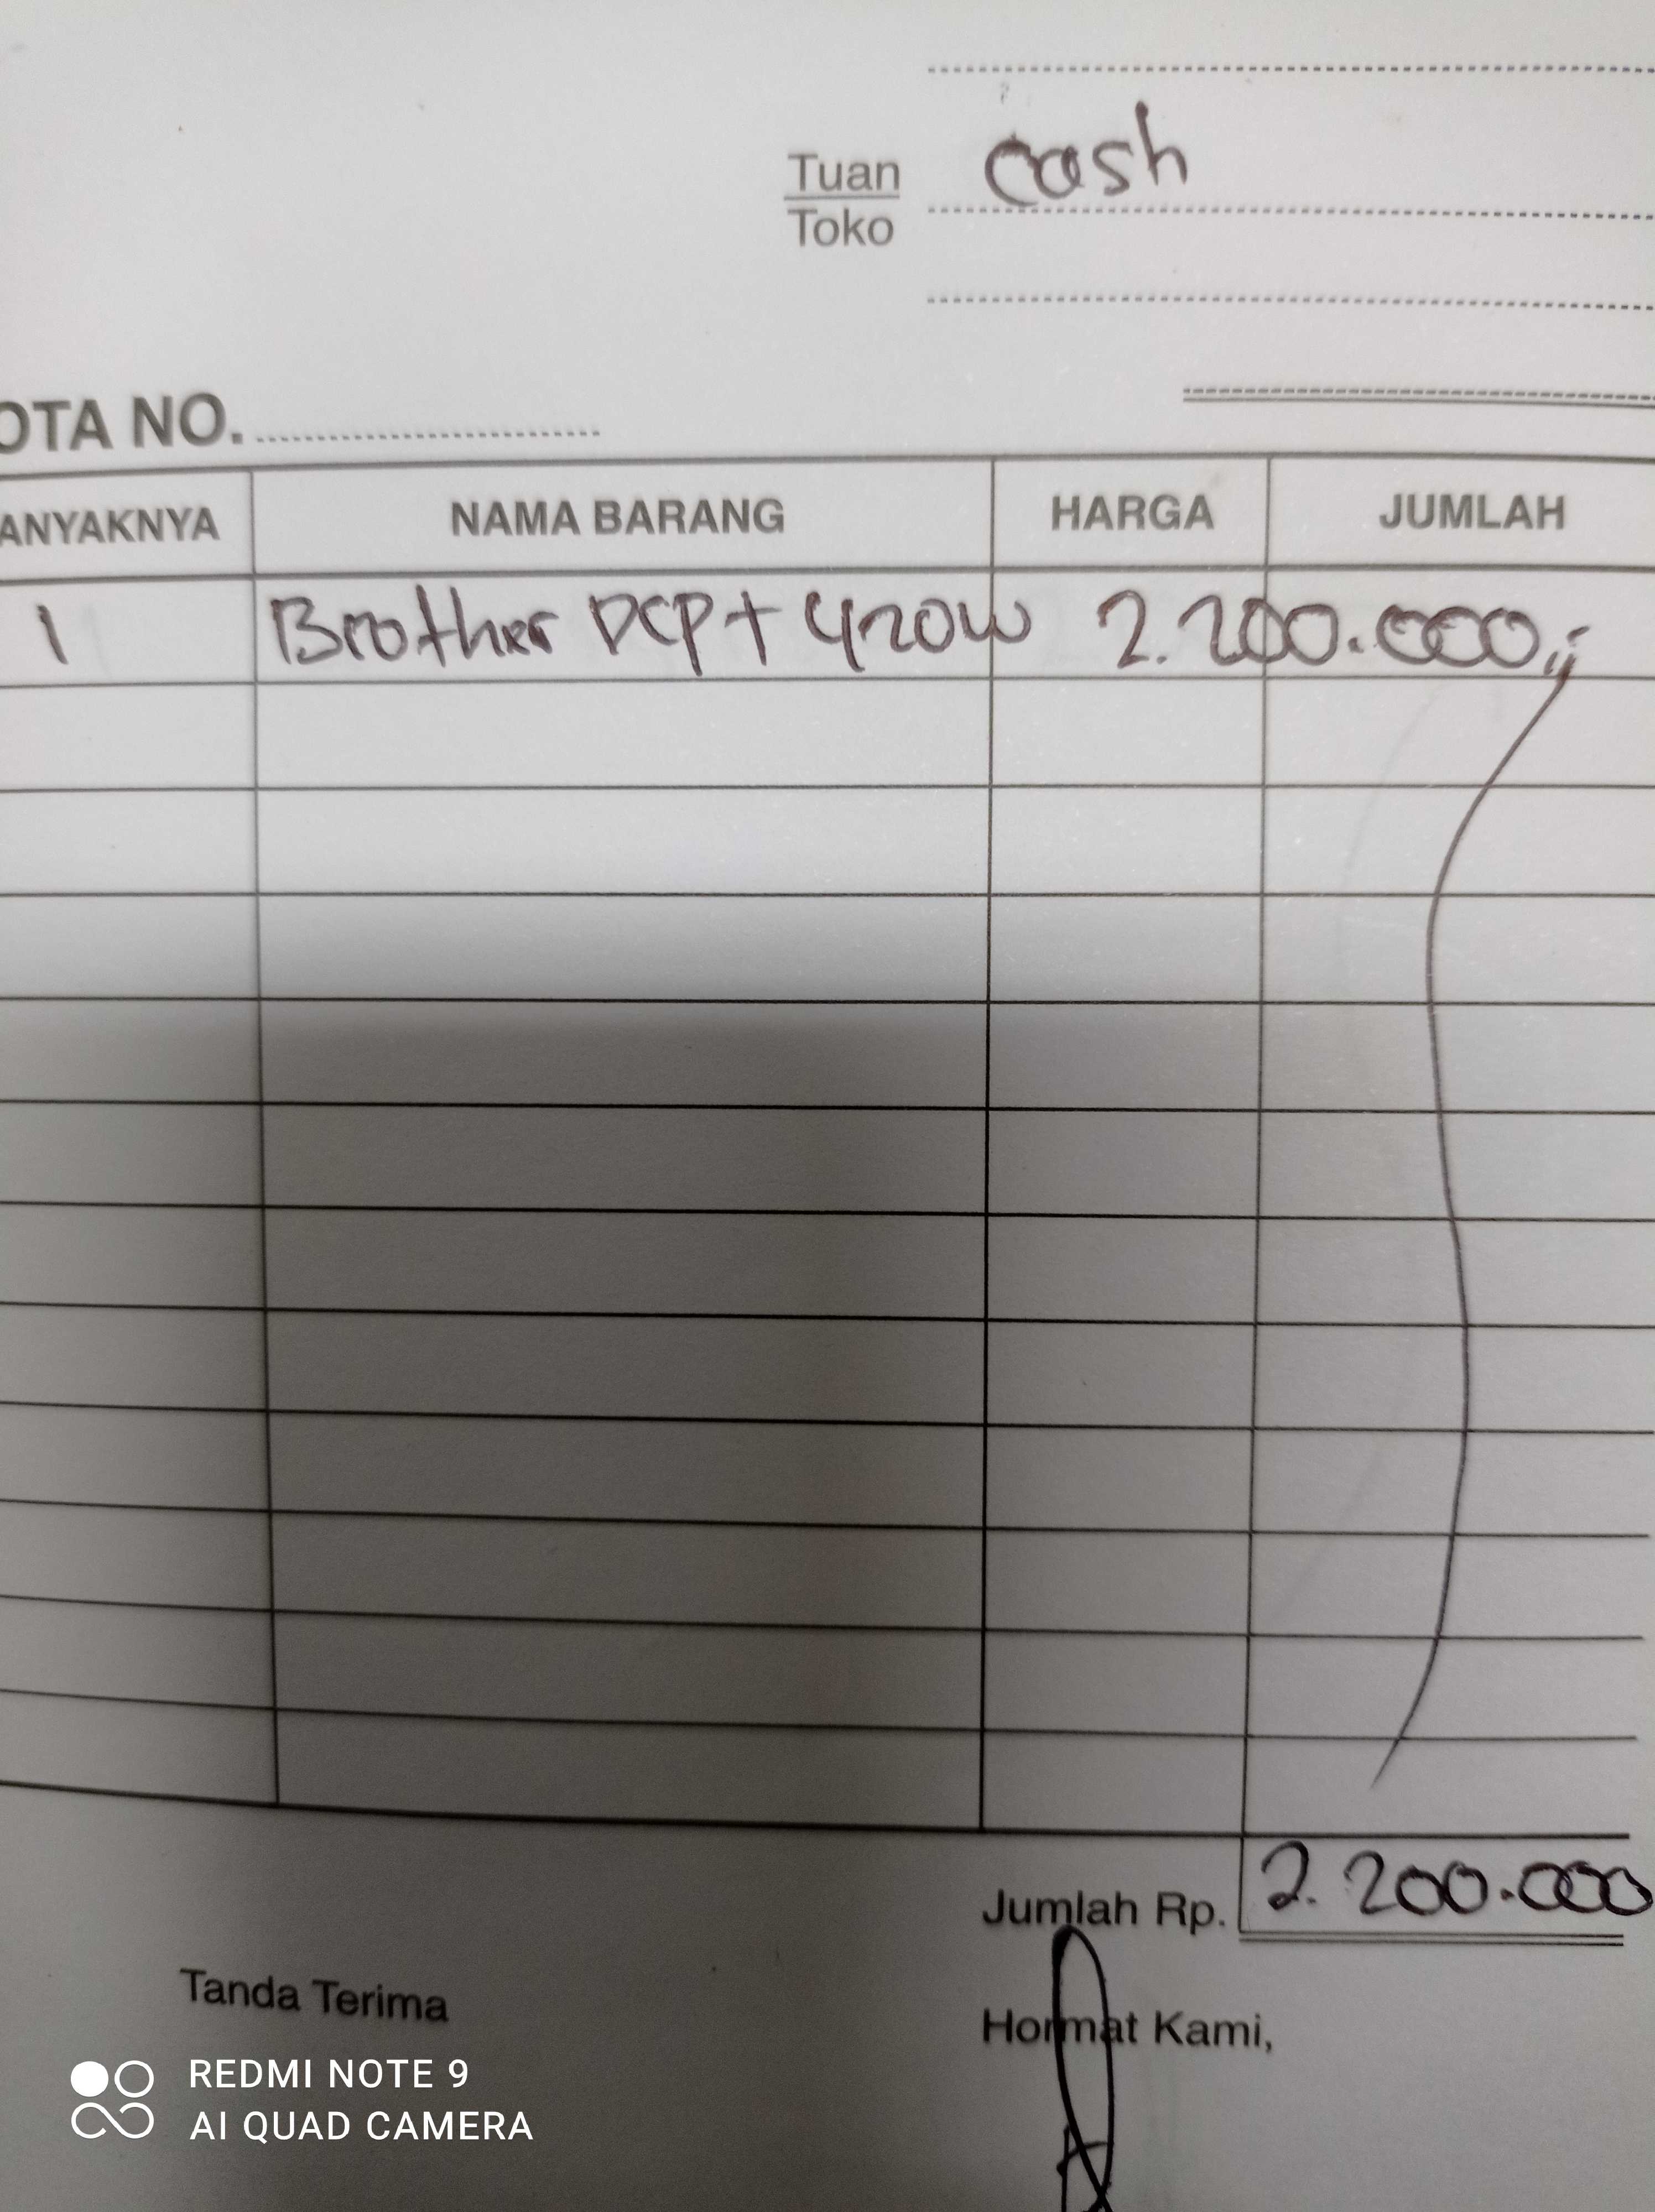 Tuan cash
Toko
OTA NO.
ANYAKNYA NAMA BARANG HARGA JUMLAH
1 Brother DCP T 420W 2.200.000,-
Jumlah Rp. 2.200.000
Tanda Terima Hormat Kami,
REDMI NOTE 9
AI QUAD CAMERA